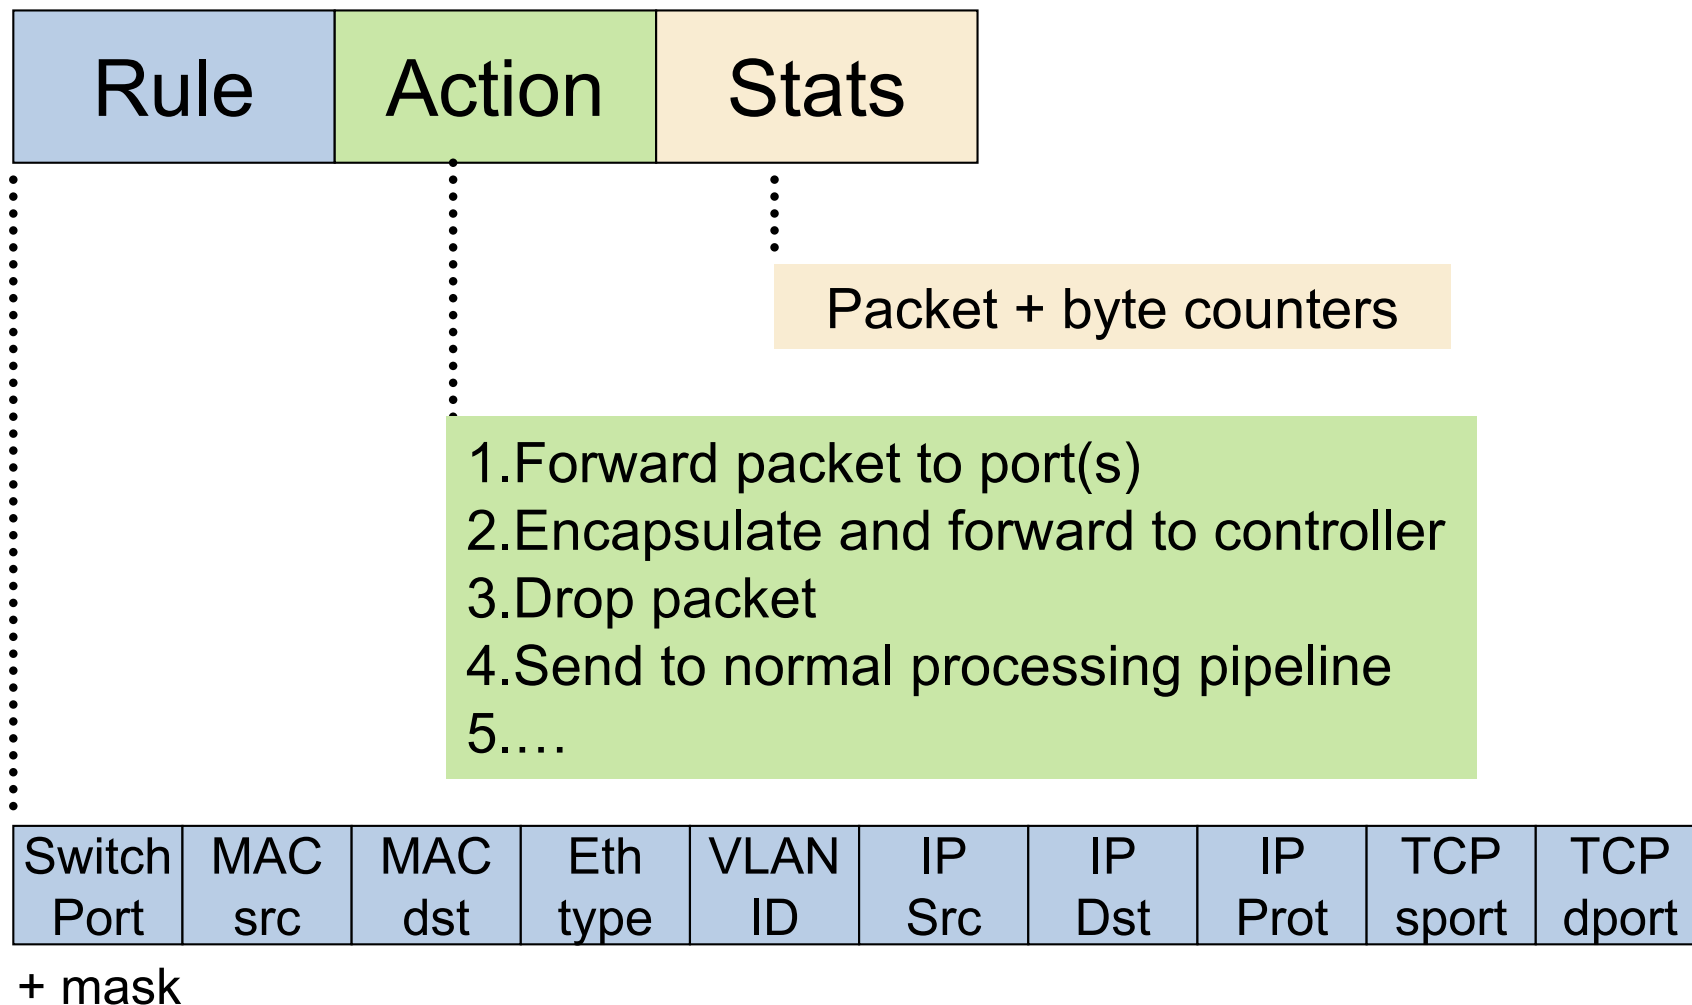 Rule Action Stats
Packet + byte counters
1.Forward packet to port(s)
2.Encapsulate and forward to controller
3.Drop packet
4.Send to normal processing pipeline
5.…
Switch Port
MAC src
MAC dst
Eth type
VLAN ID
IP Src
IP Dst
IP Prot
TCP sport
TCP dport
+ mask